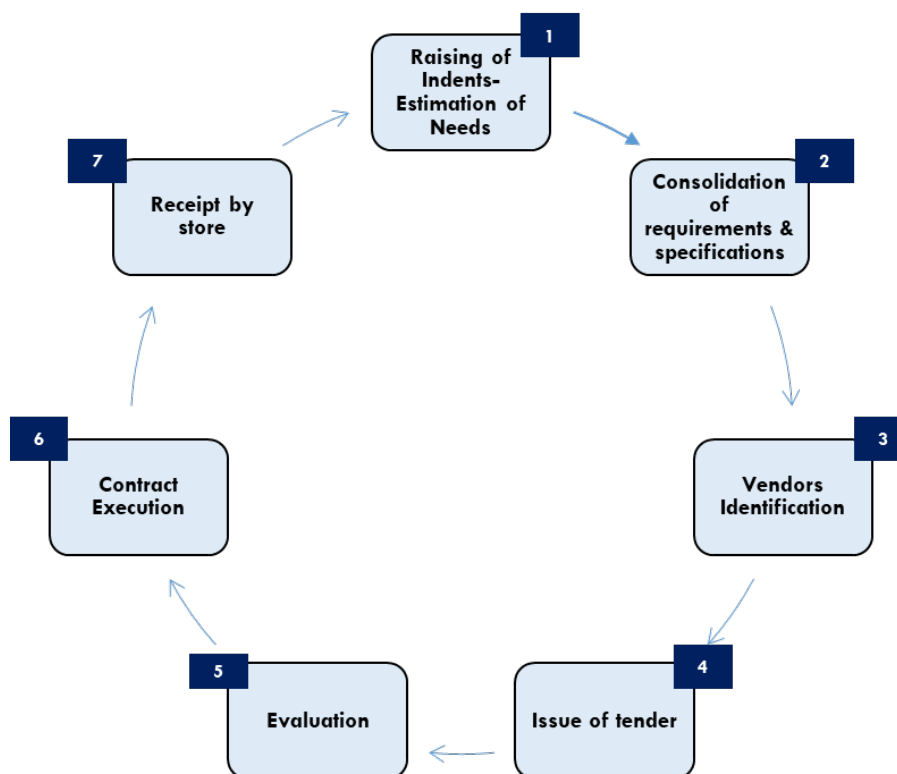 1
Raising of
Indents-
Estimation of
Needs
2
Consolidation
of
requirements &
specifications
3
Vendors
Identification
4
Issue of tender
5
Evaluation
6
Contract
Execution
7
Receipt by
store